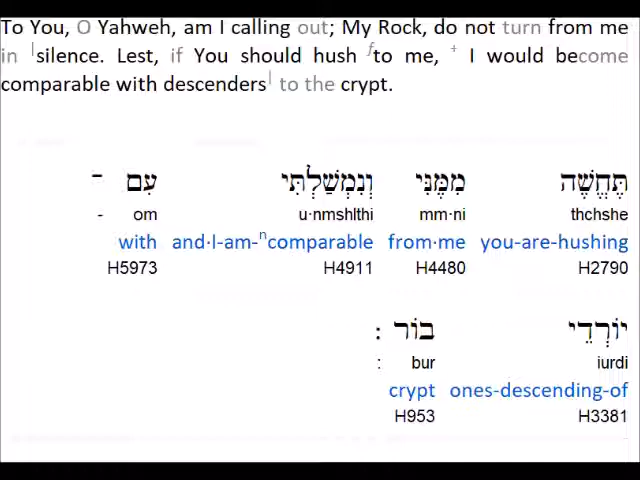 To You, O Yahweh, am I calling out; My Rock, do not turn from me
in |silence. Lest, if You should hush ᶠto me, ⁺ I would become
comparable with descenders| to the crypt.
תֶּחֱשֶׁה מִמֶּנִּי וְנִמְשַׁלְתִּי עִם ־
thchshe mm·ni u·nmshlthi om -
you-are-hushing from·me and·I-am-ⁿcomparable with
H2790 H4480 H4911 H5973
יוֹרְדֵי בוֹר :
iurdi bur :
ones-descending-of crypt
H3381 H953